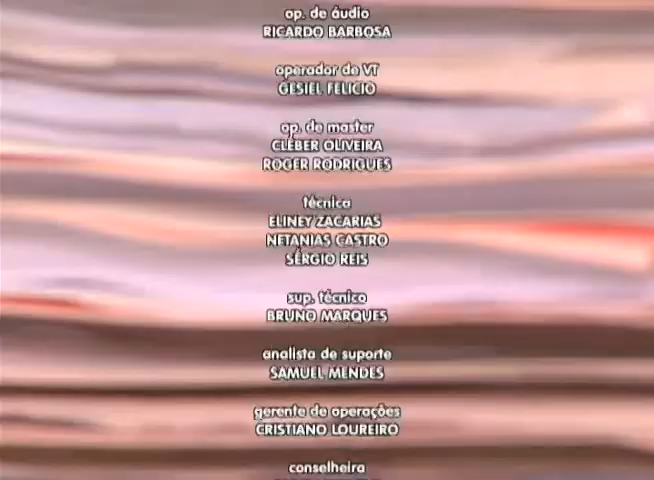 op. de áudio
RICARDO BARBOSA
operador de VT
GESIEL FELICIO
op. de master
CLÉBER OLIVEIRA
ROGER RODRIGUES
técnica
ELINEY ZACARIAS
NETANIAS CASTRO
SÉRGIO REIS
sup. técnico
BRUNO MARQUES
analista de suporte
SAMUEL MENDES
gerente de operações
CRISTIANO LOUREIRO
conselheira